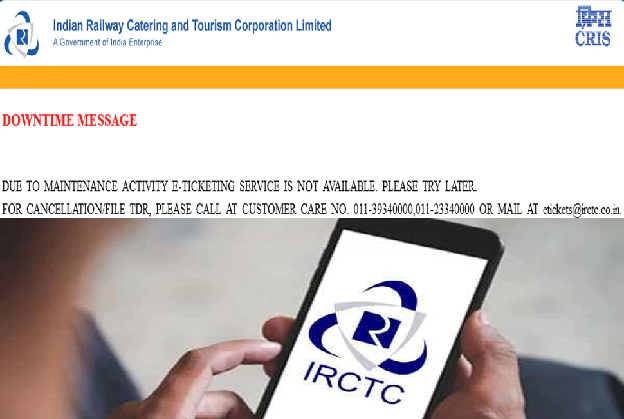 Indian Railway Catering and Tourism Corporation Limited
A Government of India Enterprise
CRIS
DOWNTIME MESSAGE
DUE TO MAINTENANCE ACTIVITY E-TICKETING SERVICE IS NOT AVAILABLE. PLEASE TRY LATER.
FOR CANCELLATION/FILE TDR, PLEASE CALL AT CUSTOMER CARE NO. 011-39340000,011-23340000 OR MAIL AT etickets@irctc.co.in.
IRCTC